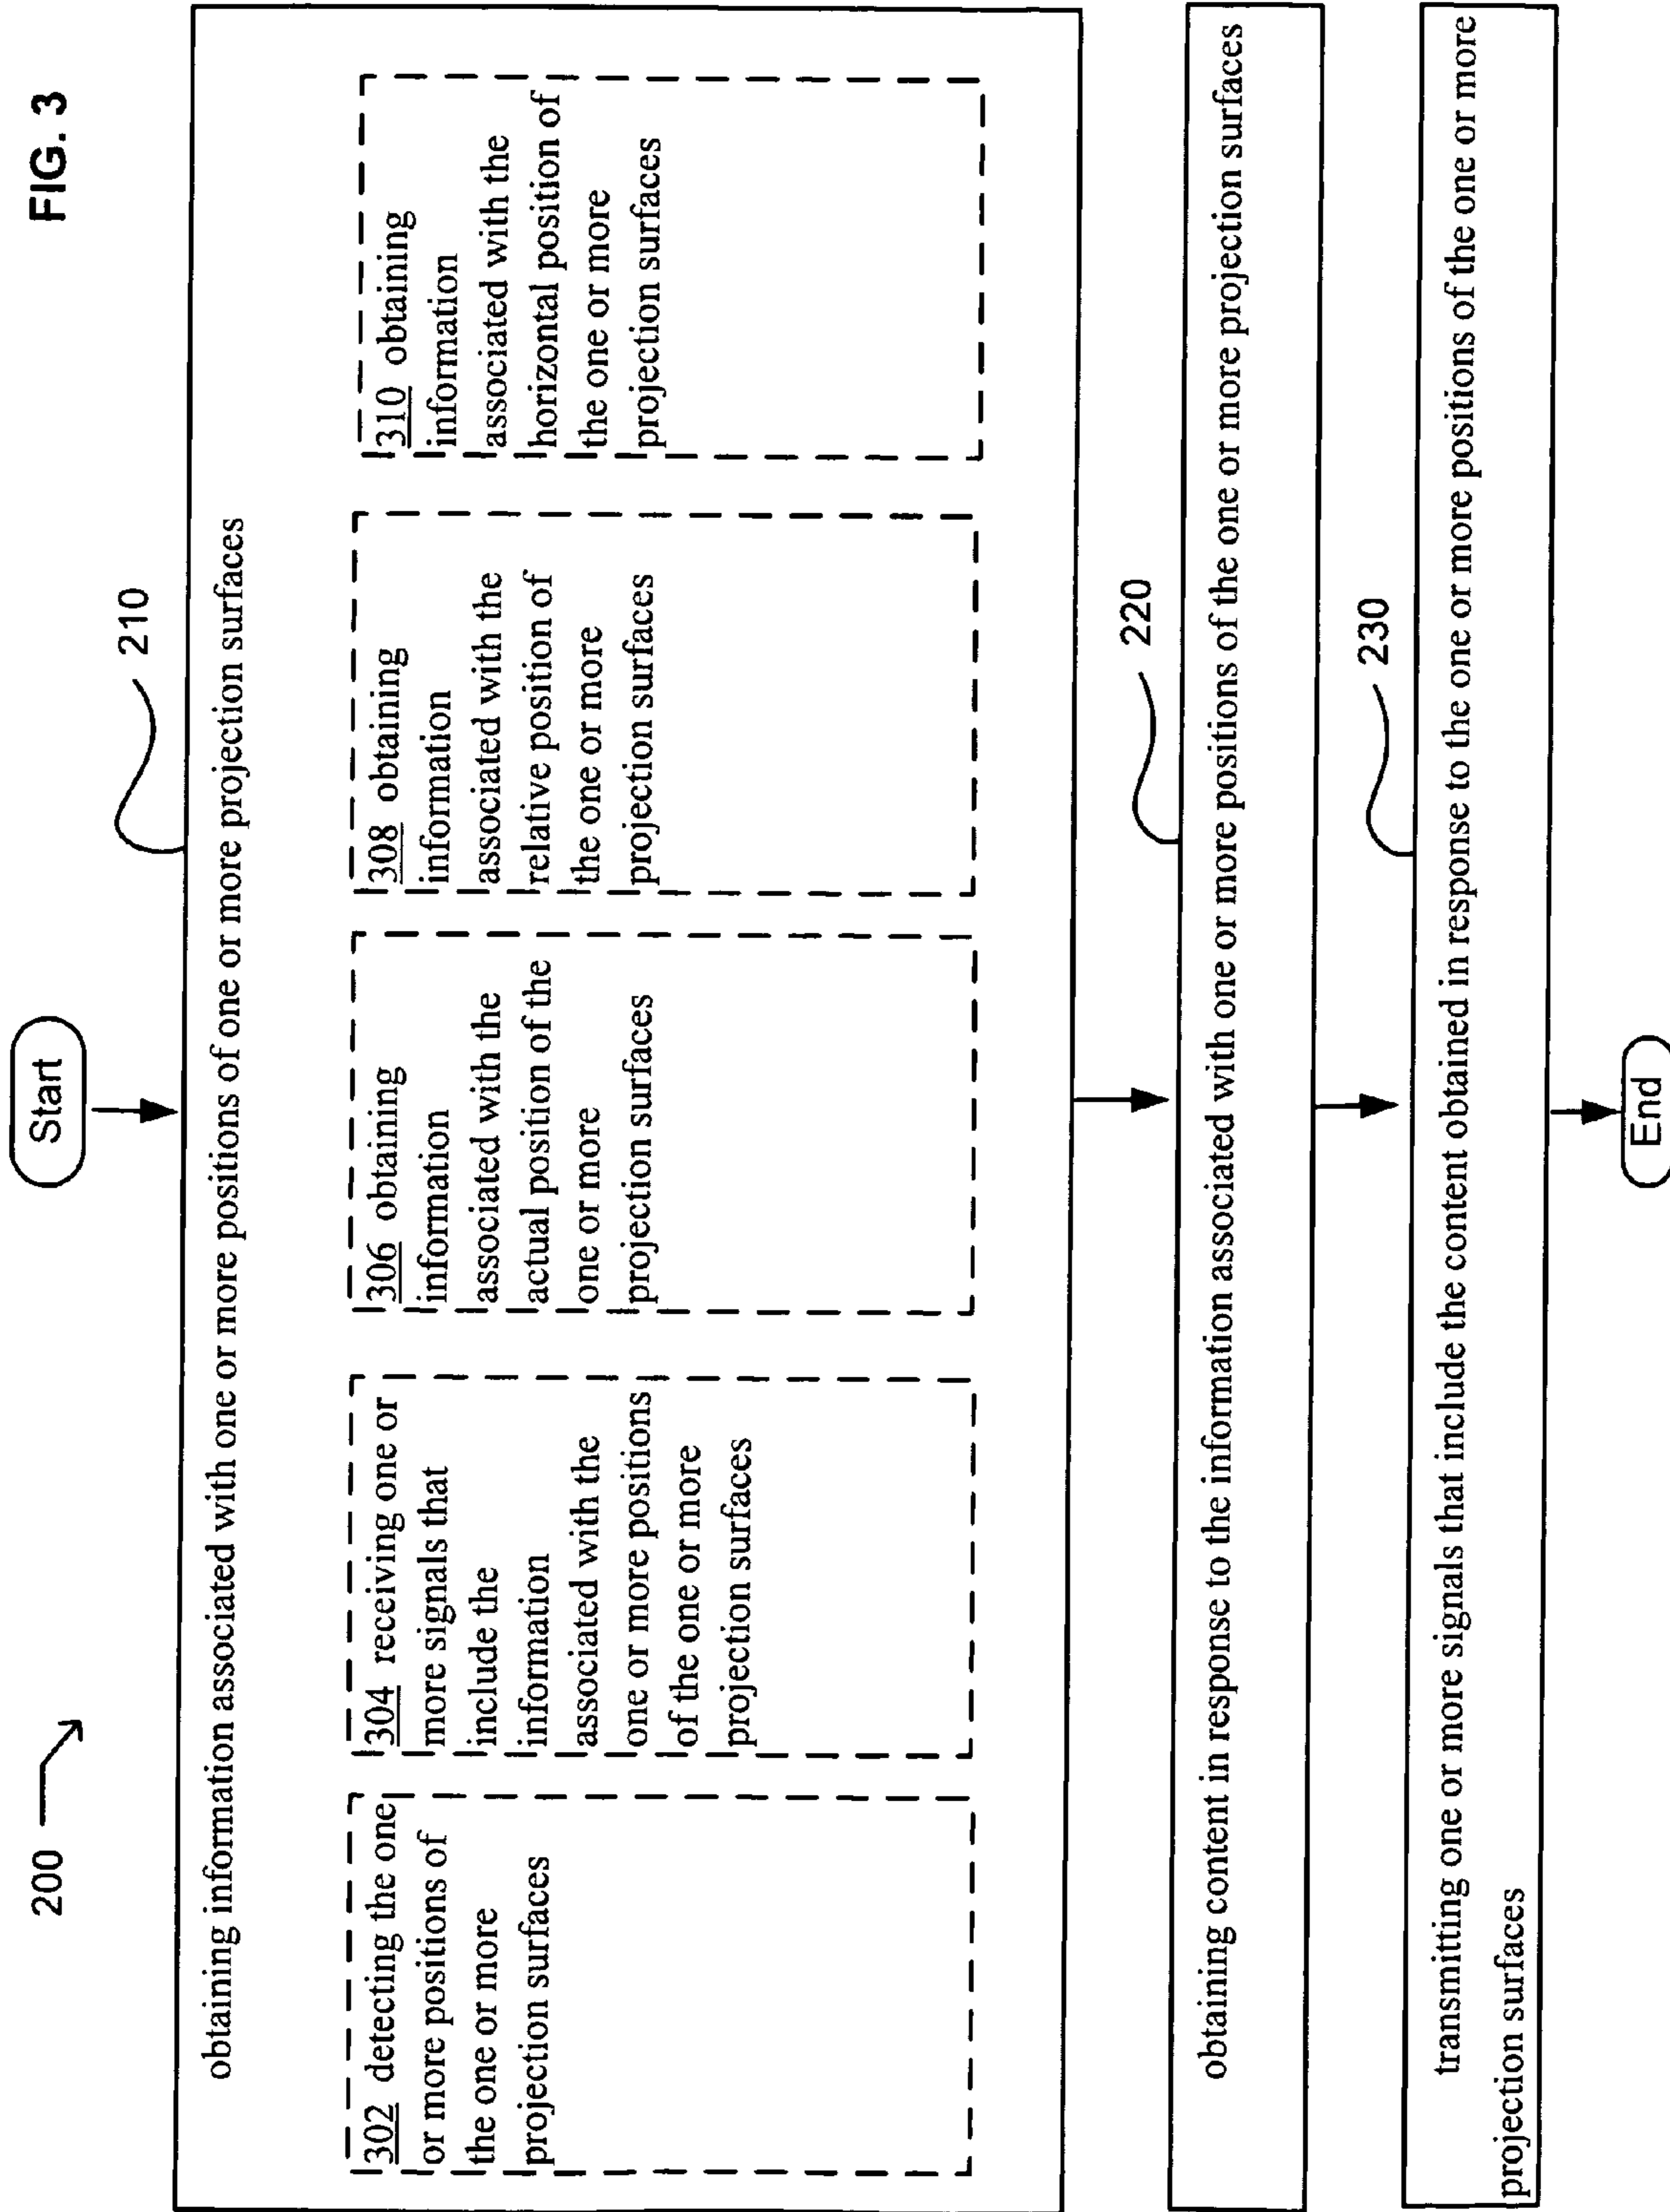 FIG. 3
200
Start
210
obtaining information associated with one or more positions of one or more projection surfaces
302 detecting the one
or more positions of
the one or more
projection surfaces
304 receiving one or
more signals that
include the
information
associated with the
one or more positions
of the one or more
projection surfaces
306 obtaining
information
associated with the
actual position of the
one or more
projection surfaces
308 obtaining
information
associated with the
relative position of
the one or more
projection surfaces
310 obtaining
information
associated with the
horizontal position of
the one or more
projection surfaces
220
obtaining content in response to the information associated with one or more positions of the one or more projection surfaces
230
transmitting one or more signals that include the content obtained in response to the one or more positions of the one or more
projection surfaces
End